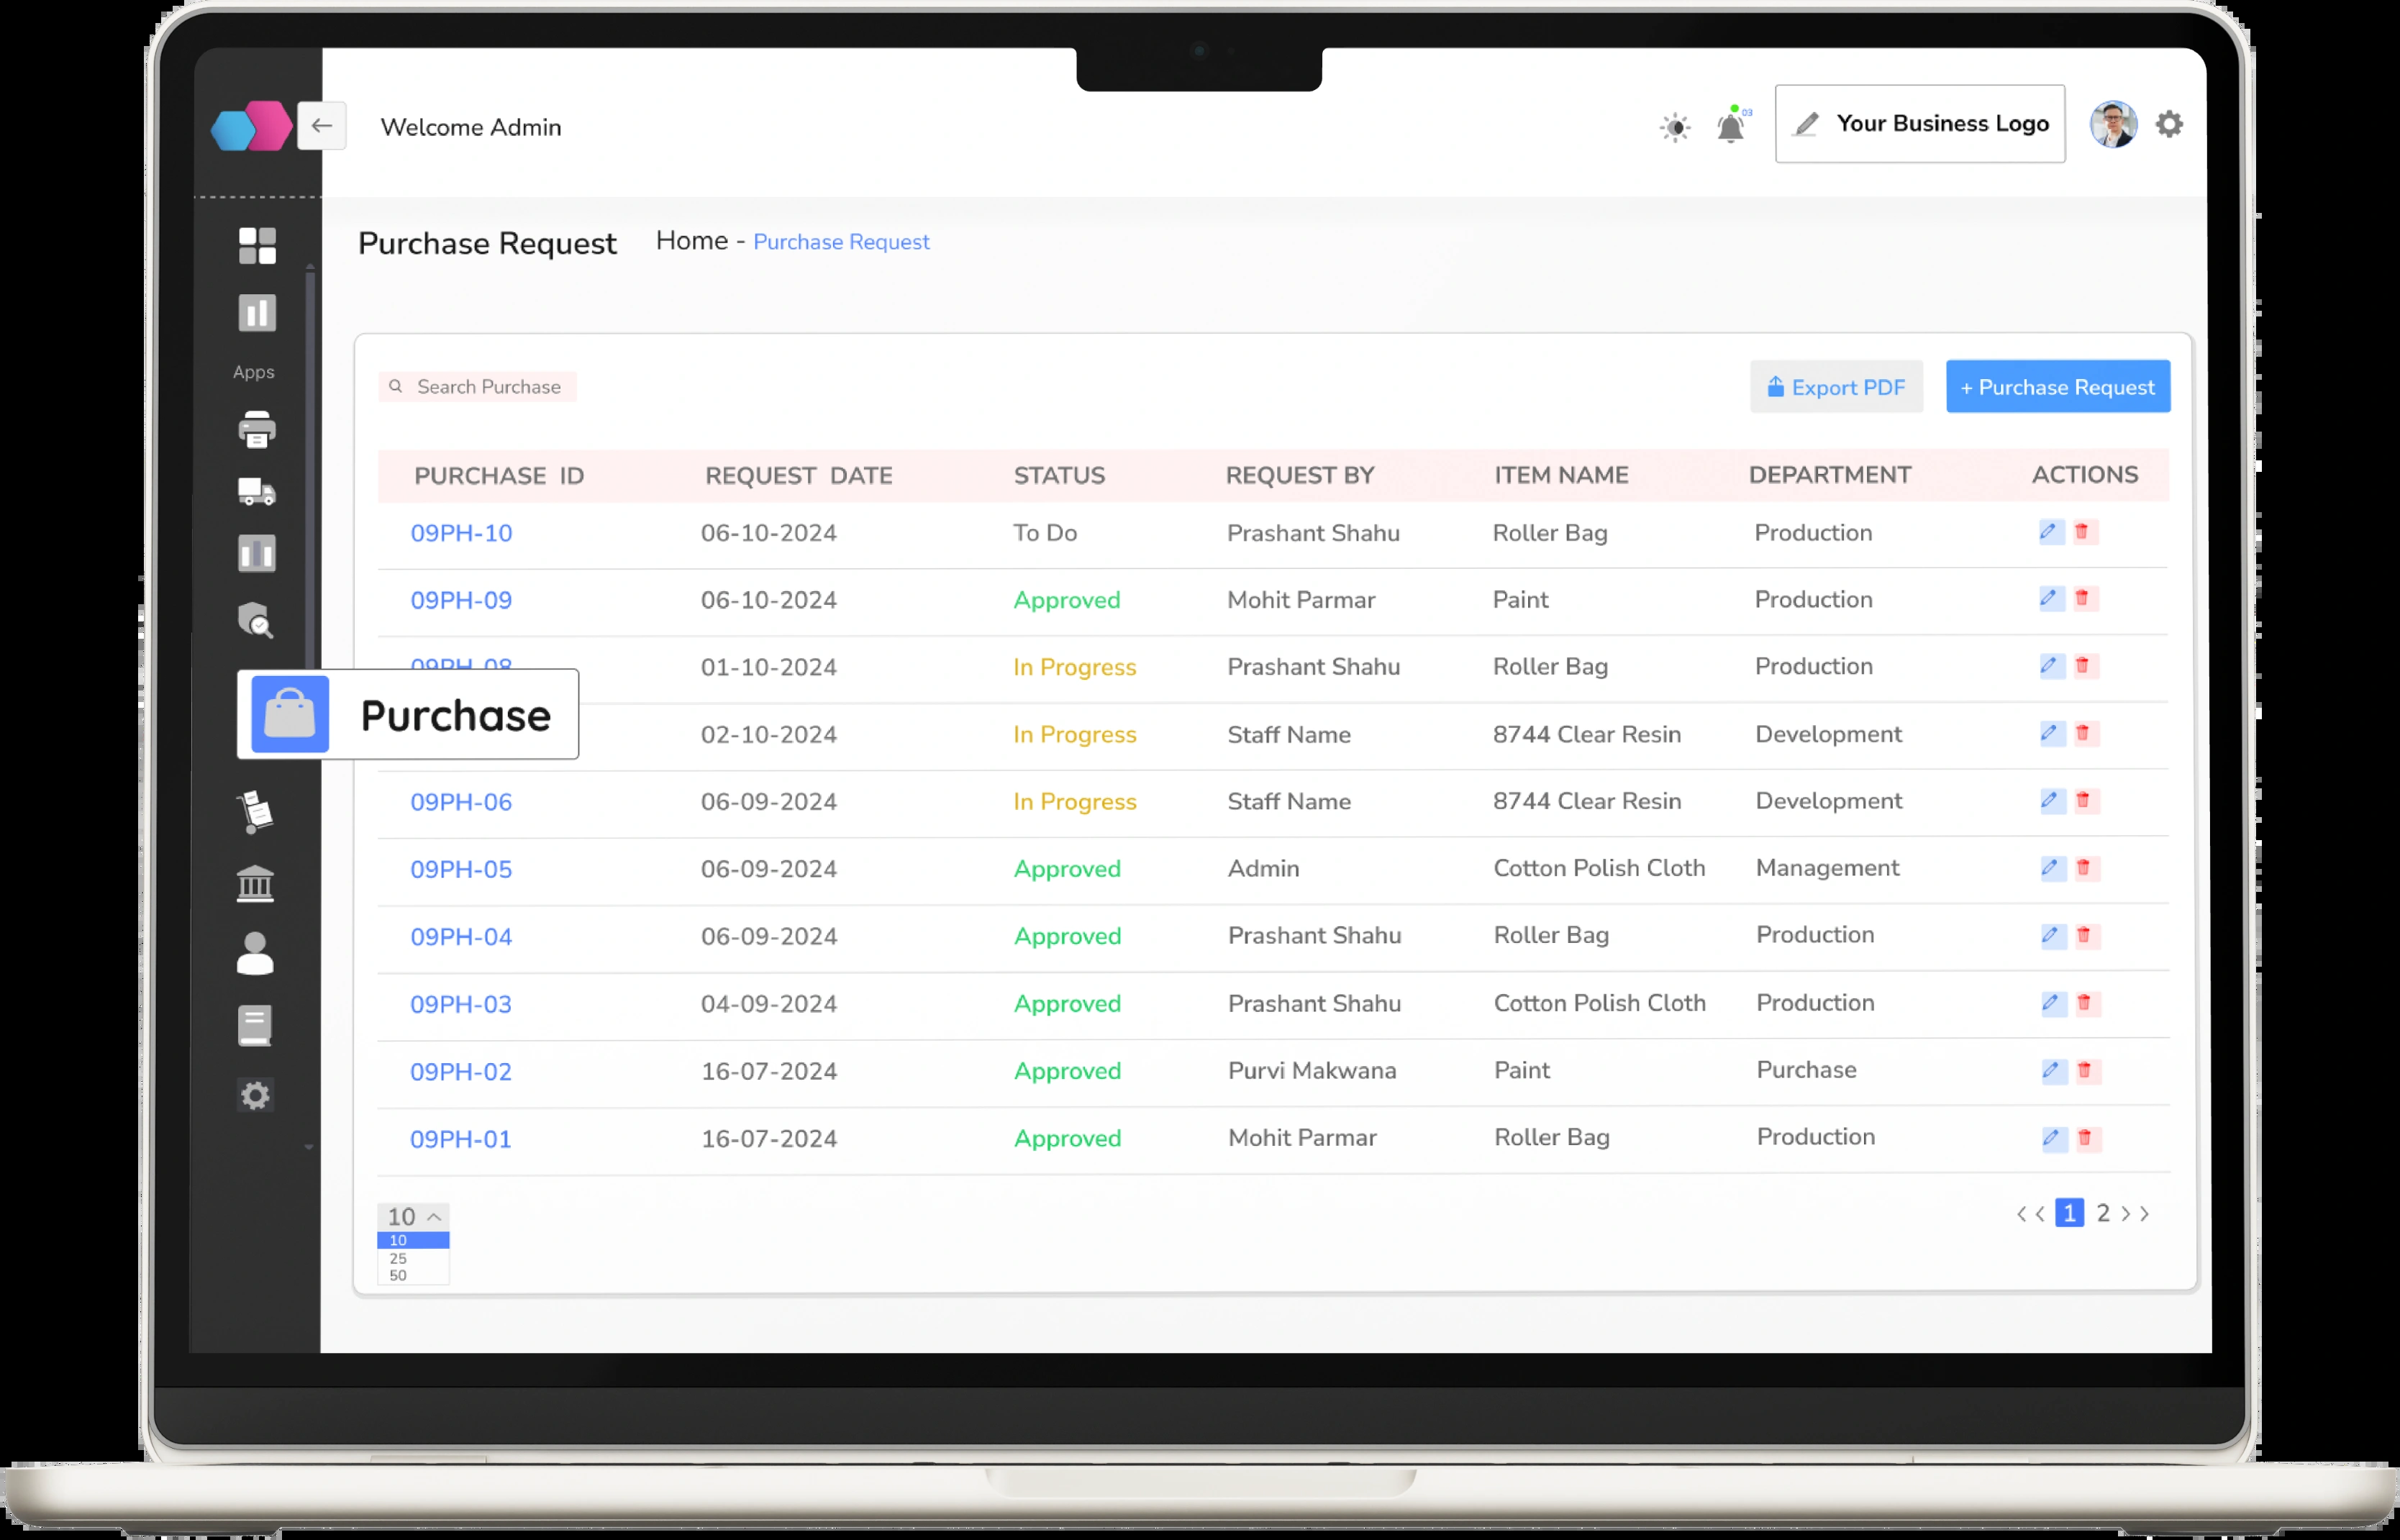 Welcome Admin
03
Your Business Logo
Purchase Request Home - Purchase Request
Apps
Search Purchase
Export PDF
+ Purchase Request
PURCHASE ID REQUEST DATE STATUS REQUEST BY ITEM NAME DEPARTMENT ACTIONS
09PH-10 06-10-2024 To Do Prashant Shahu Roller Bag Production
09PH-09 06-10-2024 Approved Mohit Parmar Paint Production
09PH-08 01-10-2024 In Progress Prashant Shahu Roller Bag Production
Purchase
02-10-2024 In Progress Staff Name 8744 Clear Resin Development
09PH-06 06-09-2024 In Progress Staff Name 8744 Clear Resin Development
09PH-05 06-09-2024 Approved Admin Cotton Polish Cloth Management
09PH-04 06-09-2024 Approved Prashant Shahu Roller Bag Production
09PH-03 04-09-2024 Approved Prashant Shahu Cotton Polish Cloth Production
09PH-02 16-07-2024 Approved Purvi Makwana Paint Purchase
09PH-01 16-07-2024 Approved Mohit Parmar Roller Bag Production
10
10
25
50
<< 1 2 >>